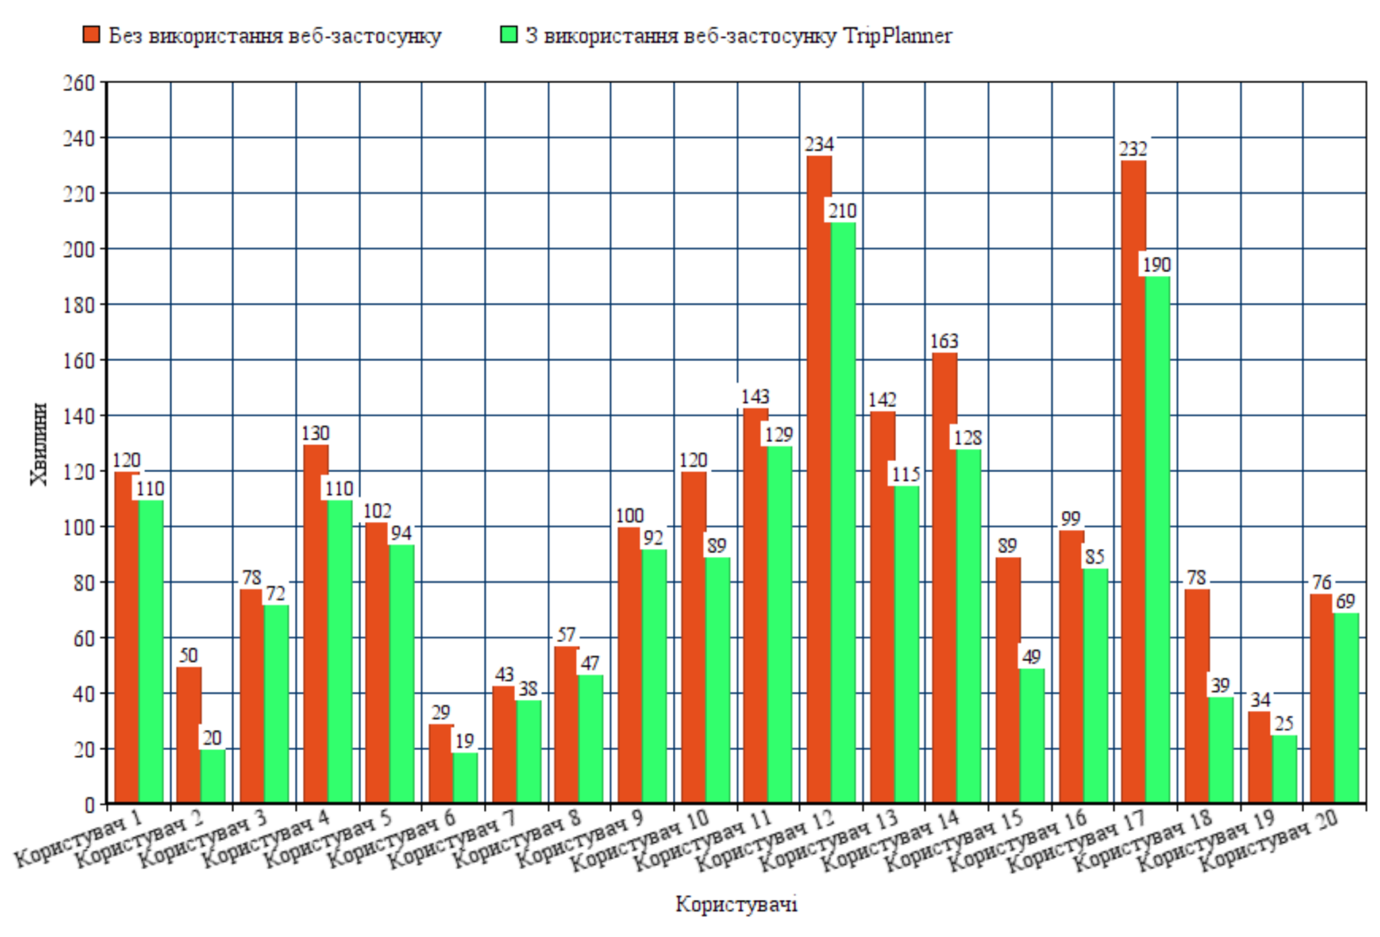 Без використання веб-застосунку
З використання веб-застосунку TripPlanner
260
240
220
200
180
160
140
120
100
80
60
40
20
0
Хвилини
120
110
50
20
78
72
130
110
102
94
29
19
43
38
57
47
100
92
120
89
143
129
234
210
142
115
163
128
89
49
99
85
232
190
78
39
34
25
76
69
Користувач 1
Користувач 2
Користувач 3
Користувач 4
Користувач 5
Користувач 6
Користувач 7
Користувач 8
Користувач 9
Користувач 10
Користувач 11
Користувач 12
Користувач 13
Користувач 14
Користувач 15
Користувач 16
Користувач 17
Користувач 18
Користувач 19
Користувач 20
Користувачі